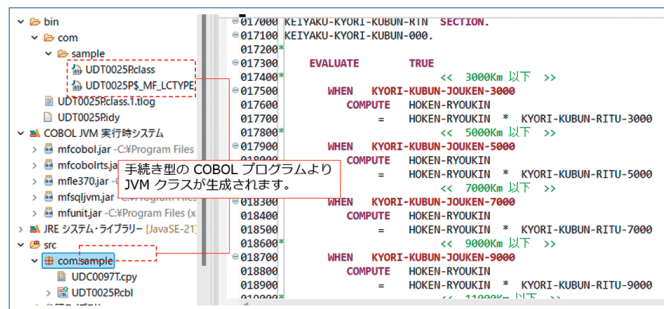 bin
com
sample
UDT0025P.class
UDT0025P$_MF_LCTYPE
UDT0025P.class.1.tlog
UDT0025P.idy
COBOL JVM 実行時システム
mfcobol.jar -C:¥Program Files
mfcobolrts.ja
mfle370.jar -C
mfsqljvm.jar
mfunit.jar -C:¥Program Files (x
JRE システム・ライブラリー [JavaSE-21]
src
com.sample
UDC0097T.cpy
UDT0025P.cbl
手続き型の COBOL プログラムより
JVM クラスが生成されます。
017000 KEIYAKU-KYORI-KUBUN-RTN SECTION.
017100 KEIYAKU-KYORI-KUBUN-000.
017200*
017300 EVALUATE TRUE
017400* << 3000Km 以下 >>
017500 WHEN KYORI-KUBUN-JOUKEN-3000
017600 COMPUTE HOKEN-RYOUKIN
017700 = HOKEN-RYOUKIN * KYORI-KUBUN-RITU-3000
017800* << 5000Km 以下 >>
017900 WHEN KYORI-KUBUN-JOUKEN-5000
018000 COMPUTE HOKEN-RYOUKIN
= HOKEN-RYOUKIN * KYORI-KUBUN-RITU-5000
<< 7000Km 以下 >>
018300 WHEN KYORI-KUBUN-JOUKEN-7000
018400 COMPUTE HOKEN-RYOUKIN
018500 = HOKEN-RYOUKIN * KYORI-KUBUN-RITU-7000
018600* << 9000Km 以下 >>
018700 WHEN KYORI-KUBUN-JOUKEN-9000
018800 COMPUTE HOKEN-RYOUKIN
018900 = HOKEN-RYOUKIN * KYORI-KUBUN-RITU-9000
019000* << 11000Km 以下 >>